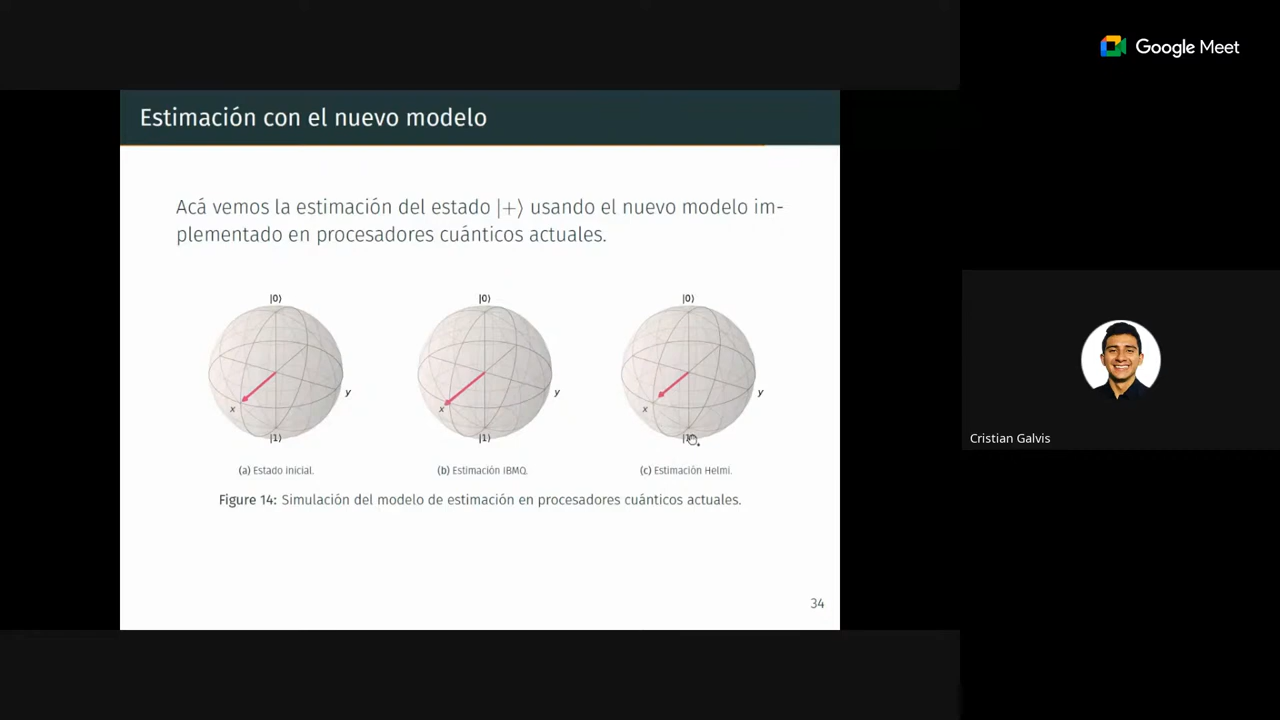 Google Meet
Estimación con el nuevo modelo
Acá vemos la estimación del estado |+⟩ usando el nuevo modelo im-
plementado en procesadores cuánticos actuales.
|0⟩ |0⟩ |0⟩
x y x y x y
|1⟩ |1⟩
(a) Estado inicial. (b) Estimación IBMQ. (c) Estimación Helmi.
Figure 14: Simulación del modelo de estimación en procesadores cuánticos actuales.
34
Cristian Galvis